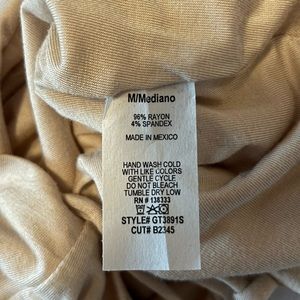 M/Mediano
96% RAYON
4% SPANDEX
MADE IN MEXICO
HAND WASH COLD
WITH LIKE COLORS
GENTLE CYCLE
DO NOT BLEACH
TUMBLE DRY LOW
RN # 138333
STYLE# GT3891S
CUT# B2345